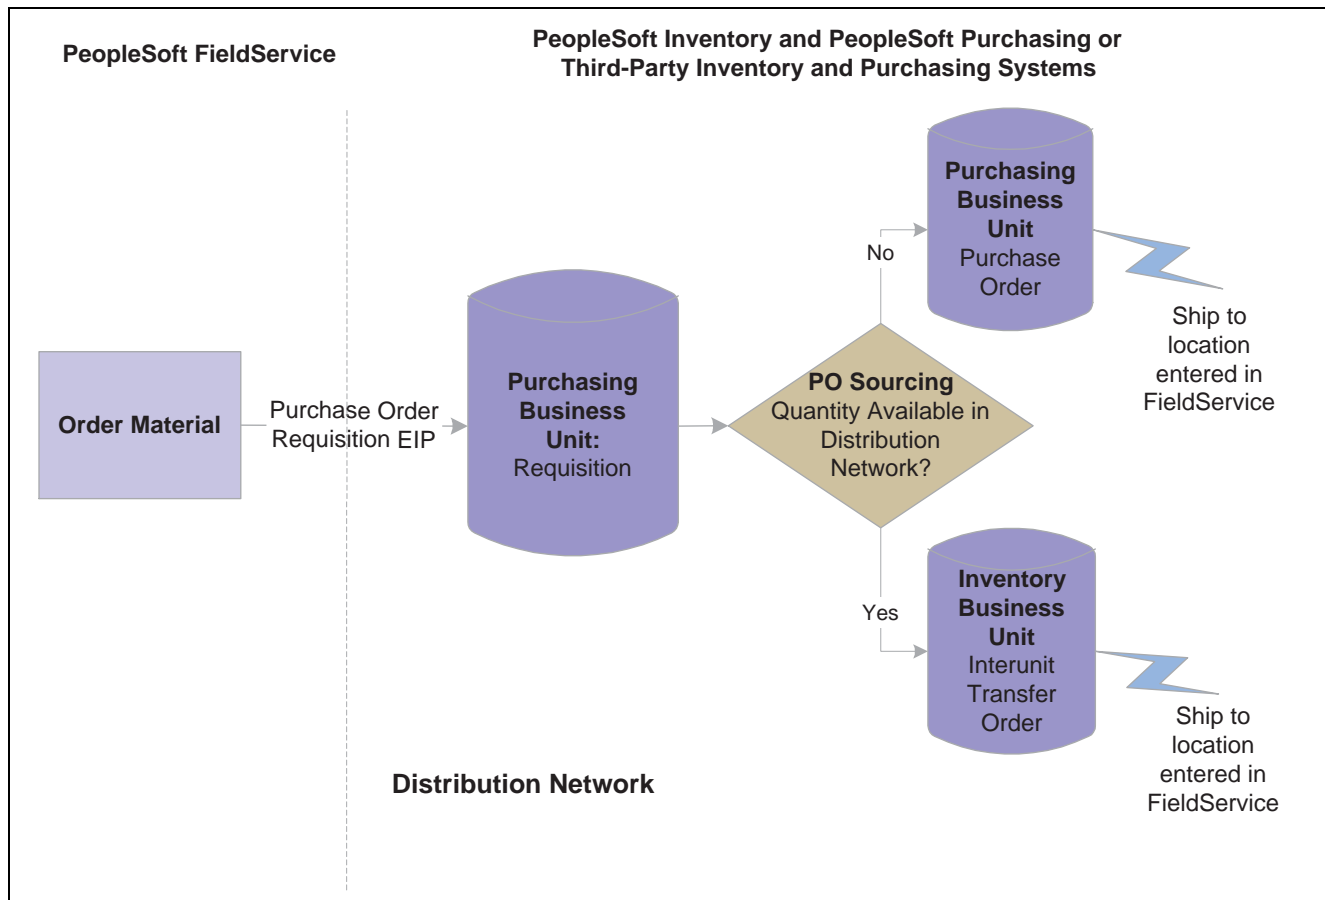 PeopleSoft FieldService
PeopleSoft Inventory and PeopleSoft Purchasing or
Third-Party Inventory and Purchasing Systems
Order Material
Purchase Order
Requisition EIP
Purchasing
Business
Unit:
Requisition
PO Sourcing
Quantity Available in
Distribution
Network?
No
Purchasing
Business
Unit
Purchase
Order
Ship to
location
entered in
FieldService
Yes
Inventory
Business
Unit
Interunit
Transfer
Order
Ship to
location
entered in
FieldService
Distribution Network